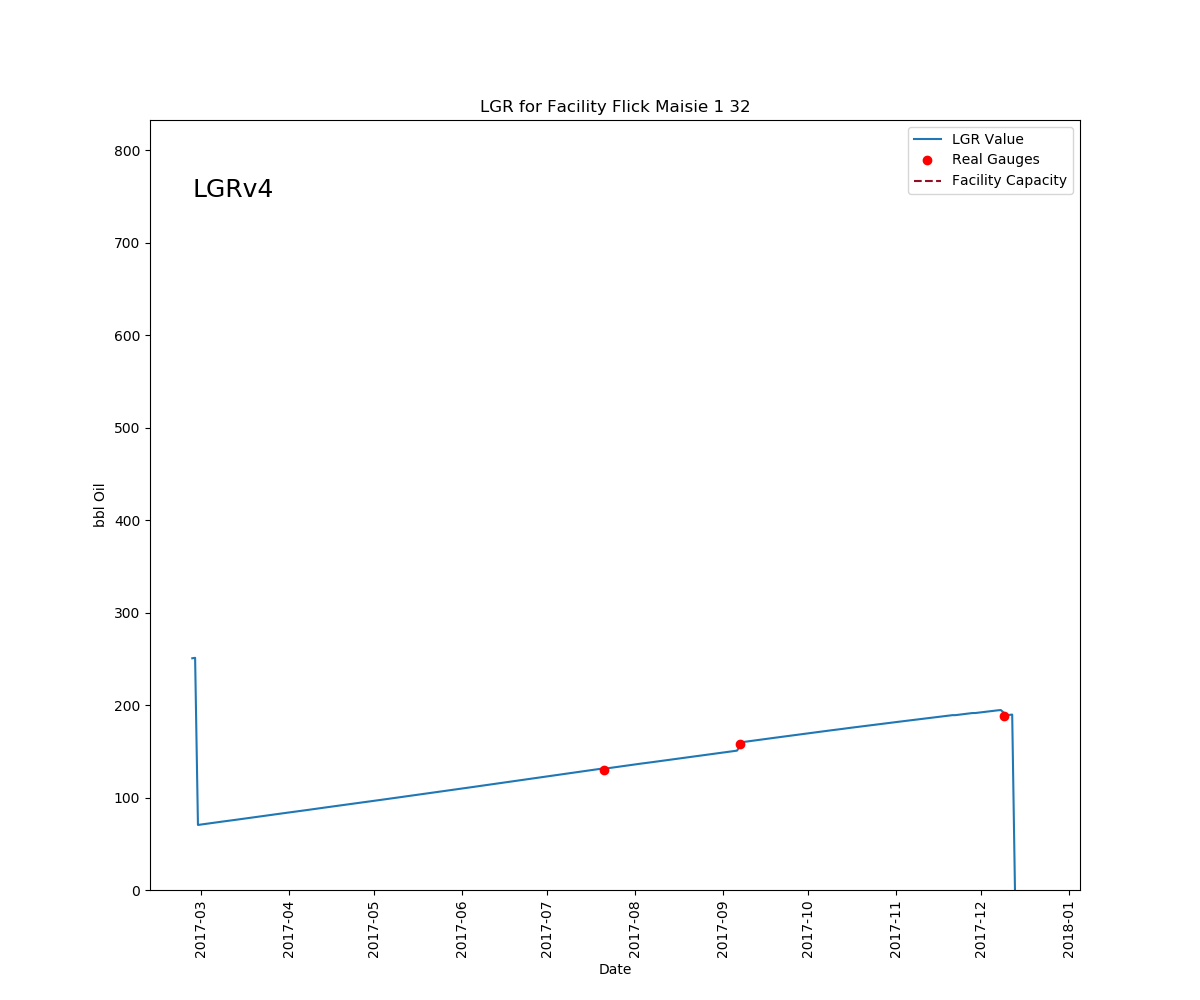 LGR for Facility Flick Maisie 1 32
LGRv4
LGR Value
Real Gauges
Facility Capacity
bbl Oil
800
700
600
500
400
300
200
100
0
2017-03
2017-04
2017-05
2017-06
2017-07
2017-08
2017-09
2017-10
2017-11
2017-12
2018-01
Date